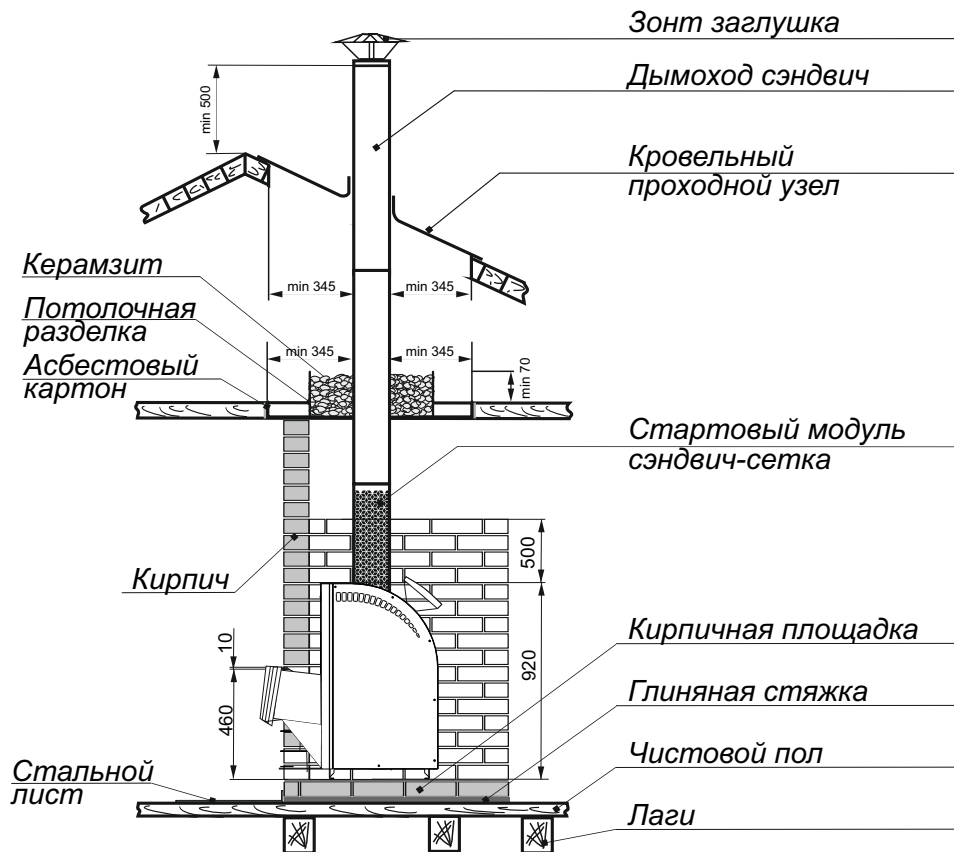 Зонт заглушка
Дымоход сэндвич
min 500
Кровельный
проходной узел
Керамзит
min 345
min 345
Потолочная
разделка
min 345
min 345
Асбестовый
картон
min 70
Стартовый модуль
сэндвич-сетка
500
Кирпич
10
920
Кирпичная площадка
460
Глиняная стяжка
Чистовой пол
Стальной
лист
Лаги